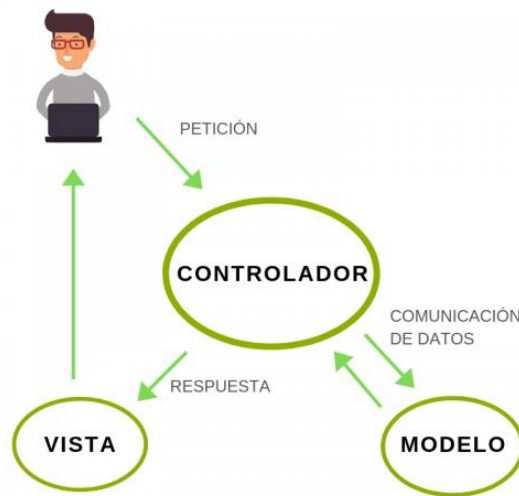 PETICIÓN
CONTROLADOR
COMUNICACIÓN
DE DATOS
RESPUESTA
VISTA
MODELO